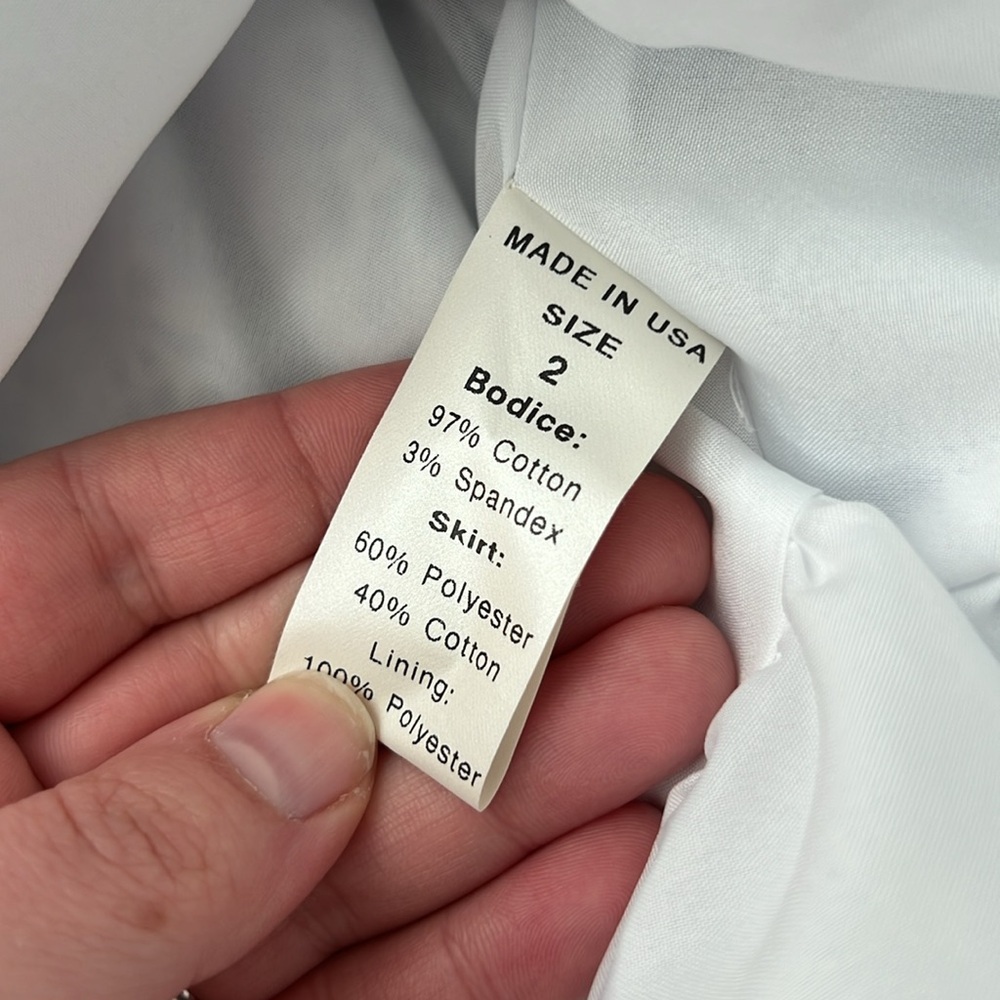 MADE IN USA
SIZE
2
Bodice:
97% Cotton
3% Spandex
Skirt:
60% Polyester
40% Cotton
Lining:
100% Polyester